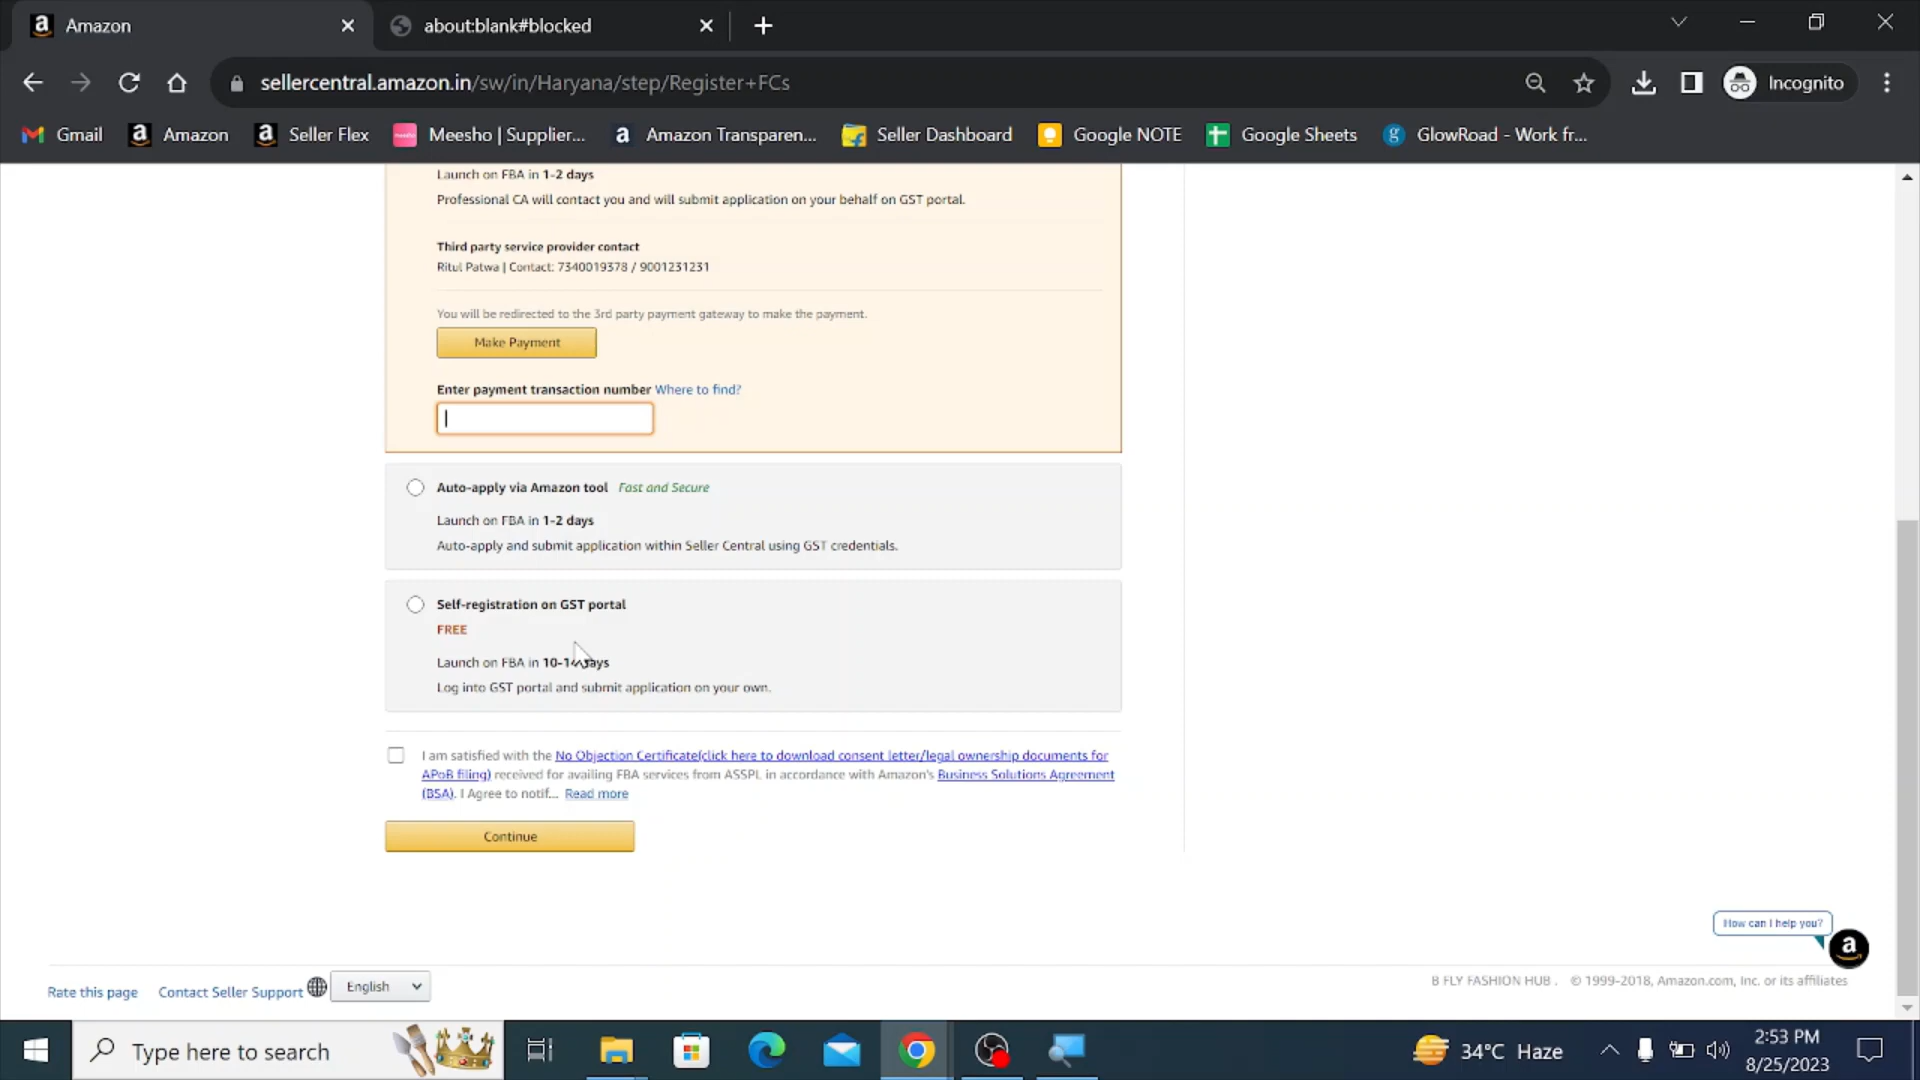 Amazon
about:blank#blocked
sellercentral.amazon.in/sw/in/Haryana/step/Register+FCs
Incognito
Gmail
Amazon
Seller Flex
Meesho | Supplier...
Amazon Transparen...
Seller Dashboard
Google NOTE
Google Sheets
GlowRoad - Work fr...
Launch on FBA in 1-2 days
Professional CA will contact you and will submit application on your behalf on GST portal.
Third party service provider contact
Ritul Patwa | Contact: 7340019378 / 9001231231
You will be redirected to the 3rd party payment gateway to make the payment.
Make Payment
Enter payment transaction number Where to find?
Auto-apply via Amazon tool Fast and Secure
Launch on FBA in 1-2 days
Auto-apply and submit application within Seller Central using GST credentials.
Self-registration on GST portal
FREE
Launch on FBA in days
Log into GST portal and submit application on your own.
I am satisfied with the No Objection Certificate(click here to download consent letter/legal ownership documents for
APoB filing) received for availing FBA services from ASSPL in accordance with Amazon's Business Solutions Agreement
(BSA). I Agree to notif... Read more
Continue
How can I help you?
Rate this page
Contact Seller Support
English
B FLY FASHION HUB . © 1999-2018, Amazon.com, Inc. or its affiliates
Type here to search
34°C Haze
2:53 PM
8/25/2023